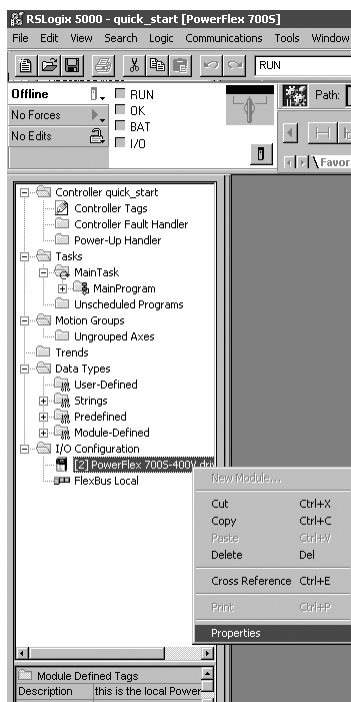 RSLogix 5000 - quick_start [PowerFlex 700S]
File Edit View Search Logic Communications Tools Window
RUN
Offline RUN Path:
No Forces OK
BAT
No Edits I/O
Favor
Controller quick_start
Controller Tags
Controller Fault Handler
Power-Up Handler
Tasks
MainTask
MainProgram
Unscheduled Programs
Motion Groups
Ungrouped Axes
Trends
Data Types
User-Defined
Strings
Predefined
Module-Defined
I/O Configuration
[2] PowerFlex 700S-400V driv
FlexBus Local
New Module...
Cut Ctrl+X
Copy Ctrl+C
Paste Ctrl+V
Delete Del
Cross Reference Ctrl+E
Print Ctrl+P
Properties
Module Defined Tags
Description this is the local Power